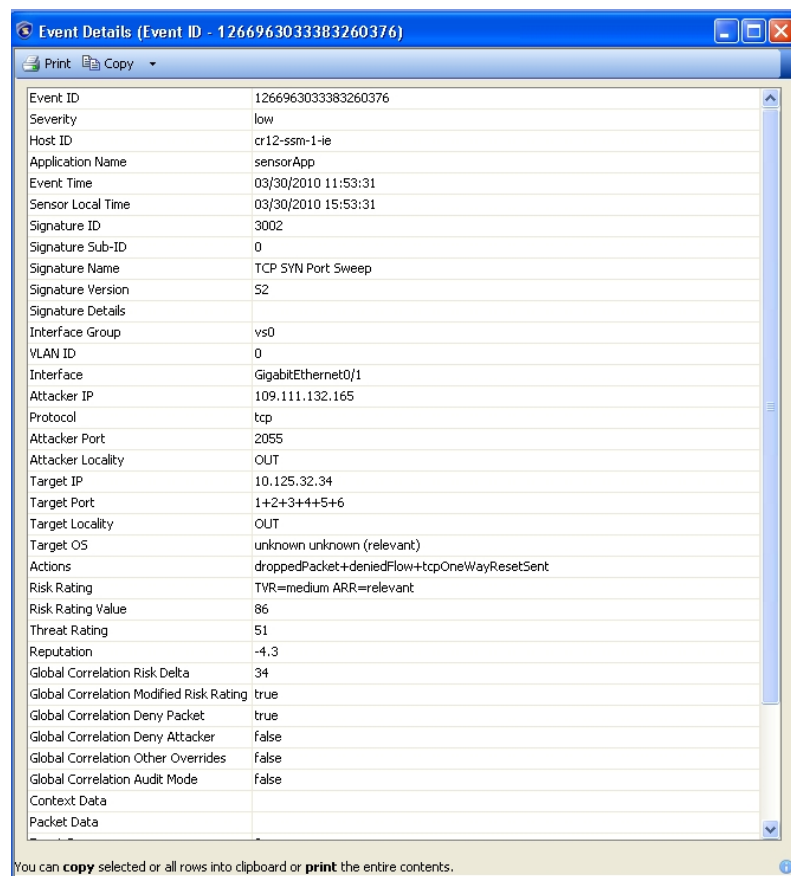 Event Details (Event ID - 1266963033383260376)
Print Copy
Event ID 1266963033383260376
Severity low
Host ID cr12-ssm-1-ie
Application Name sensorApp
Event Time 03/30/2010 11:53:31
Sensor Local Time 03/30/2010 15:53:31
Signature ID 3002
Signature Sub-ID 0
Signature Name TCP SYN Port Sweep
Signature Version S2
Signature Details
Interface Group vs0
VLAN ID 0
Interface GigabitEthernet0/1
Attacker IP 109.111.132.165
Protocol tcp
Attacker Port 2055
Attacker Locality OUT
Target IP 10.125.32.34
Target Port 1+2+3+4+5+6
Target Locality OUT
Target OS unknown unknown (relevant)
Actions droppedPacket+deniedFlow+tcpOneWayResetSent
Risk Rating TVR=medium ARR=relevant
Risk Rating Value 86
Threat Rating 51
Reputation -4.3
Global Correlation Risk Delta 34
Global Correlation Modified Risk Rating true
Global Correlation Deny Packet true
Global Correlation Deny Attacker false
Global Correlation Other Overrides false
Global Correlation Audit Mode false
Context Data
Packet Data
You can copy selected or all rows into clipboard or print the entire contents.